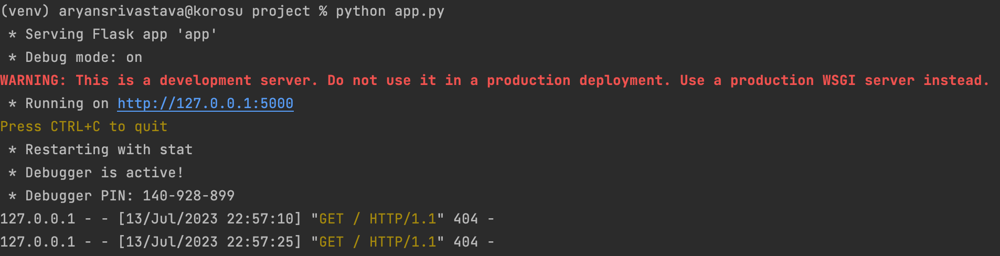 (venv) aryansrivastava@korosu project % python app.py
 * Serving Flask app 'app'
 * Debug mode: on
WARNING: This is a development server. Do not use it in a production deployment. Use a production WSGI server instead.
 * Running on http://127.0.0.1:5000
Press CTRL+C to quit
 * Restarting with stat
 * Debugger is active!
 * Debugger PIN: 140-928-899
127.0.0.1 - - [13/Jul/2023 22:57:10] "GET / HTTP/1.1" 404 -
127.0.0.1 - - [13/Jul/2023 22:57:25] "GET / HTTP/1.1" 404 -